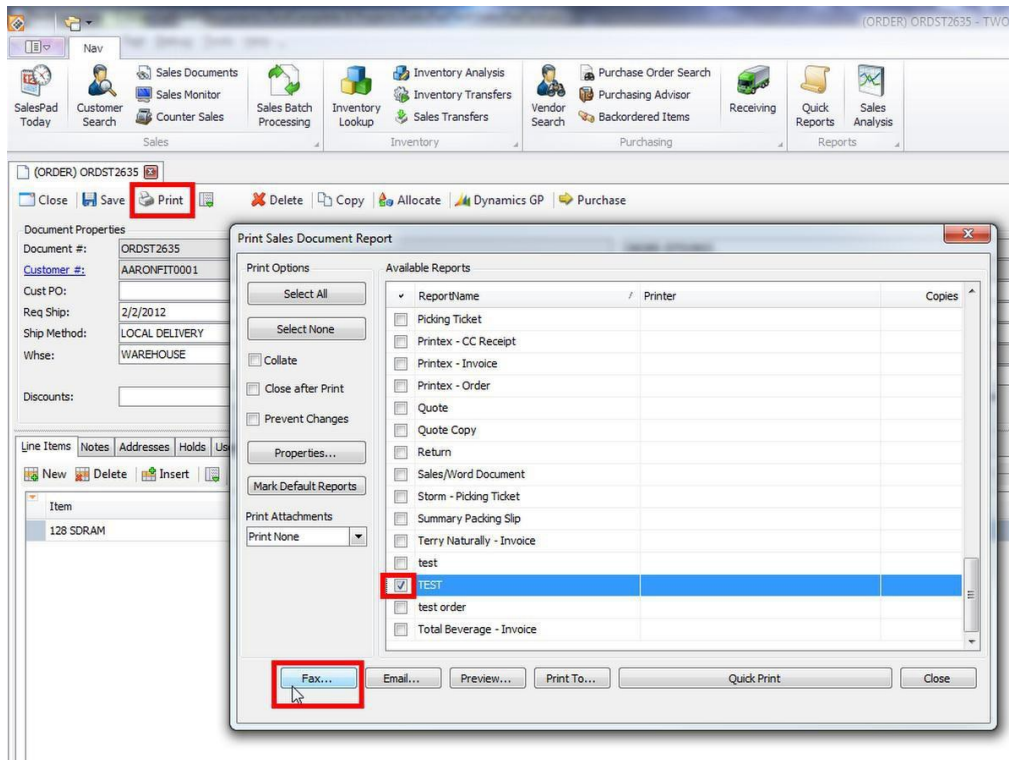 (ORDER) ORDST2635 - TWO
Nav
SalesPad Today
Customer Search
Sales Documents
Sales Monitor
Counter Sales
Sales Batch Processing
Inventory Lookup
Inventory Analysis
Inventory Transfers
Sales Transfers
Vendor Search
Purchase Order Search
Purchasing Advisor
Backordered Items
Receiving
Quick Reports
Sales Analysis
Sales
Inventory
Purchasing
Reports
(ORDER) ORDST2635
Close Save Print Delete Copy Allocate Dynamics GP Purchase
Document Properties
Document #: ORDST2635
Customer #: AARONFIT0001
Cust PO:
Req Ship: 2/2/2012
Ship Method: LOCAL DELIVERY
Whse: WAREHOUSE
Discounts:
Line Items Notes Addresses Holds Us
New Delete Insert
Item
128 SDRAM
Print Sales Document Report
Print Options
Select All
Select None
Collate
Close after Print
Prevent Changes
Properties...
Mark Default Reports
Print Attachments
Print None
Available Reports
ReportName / Printer Copies
Picking Ticket
Printex - CC Receipt
Printex - Invoice
Printex - Order
Quote
Quote Copy
Return
Sales/Word Document
Storm - Picking Ticket
Summary Packing Slip
Terry Naturally - Invoice
test
TEST
test order
Total Beverage - Invoice
Fax... Email... Preview... Print To... Quick Print Close